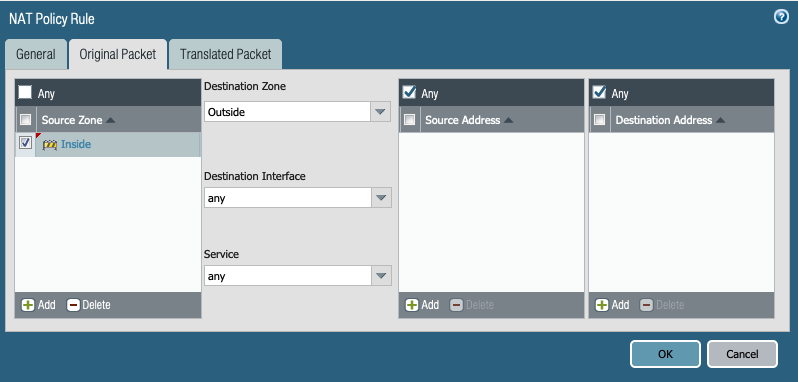 NAT Policy Rule
General
Original Packet
Translated Packet
Any
Source Zone
Inside
Add
Delete
Destination Zone
Outside
Destination Interface
any
Service
any
Any
Source Address
Add
Delete
Any
Destination Address
Add
Delete
OK
Cancel